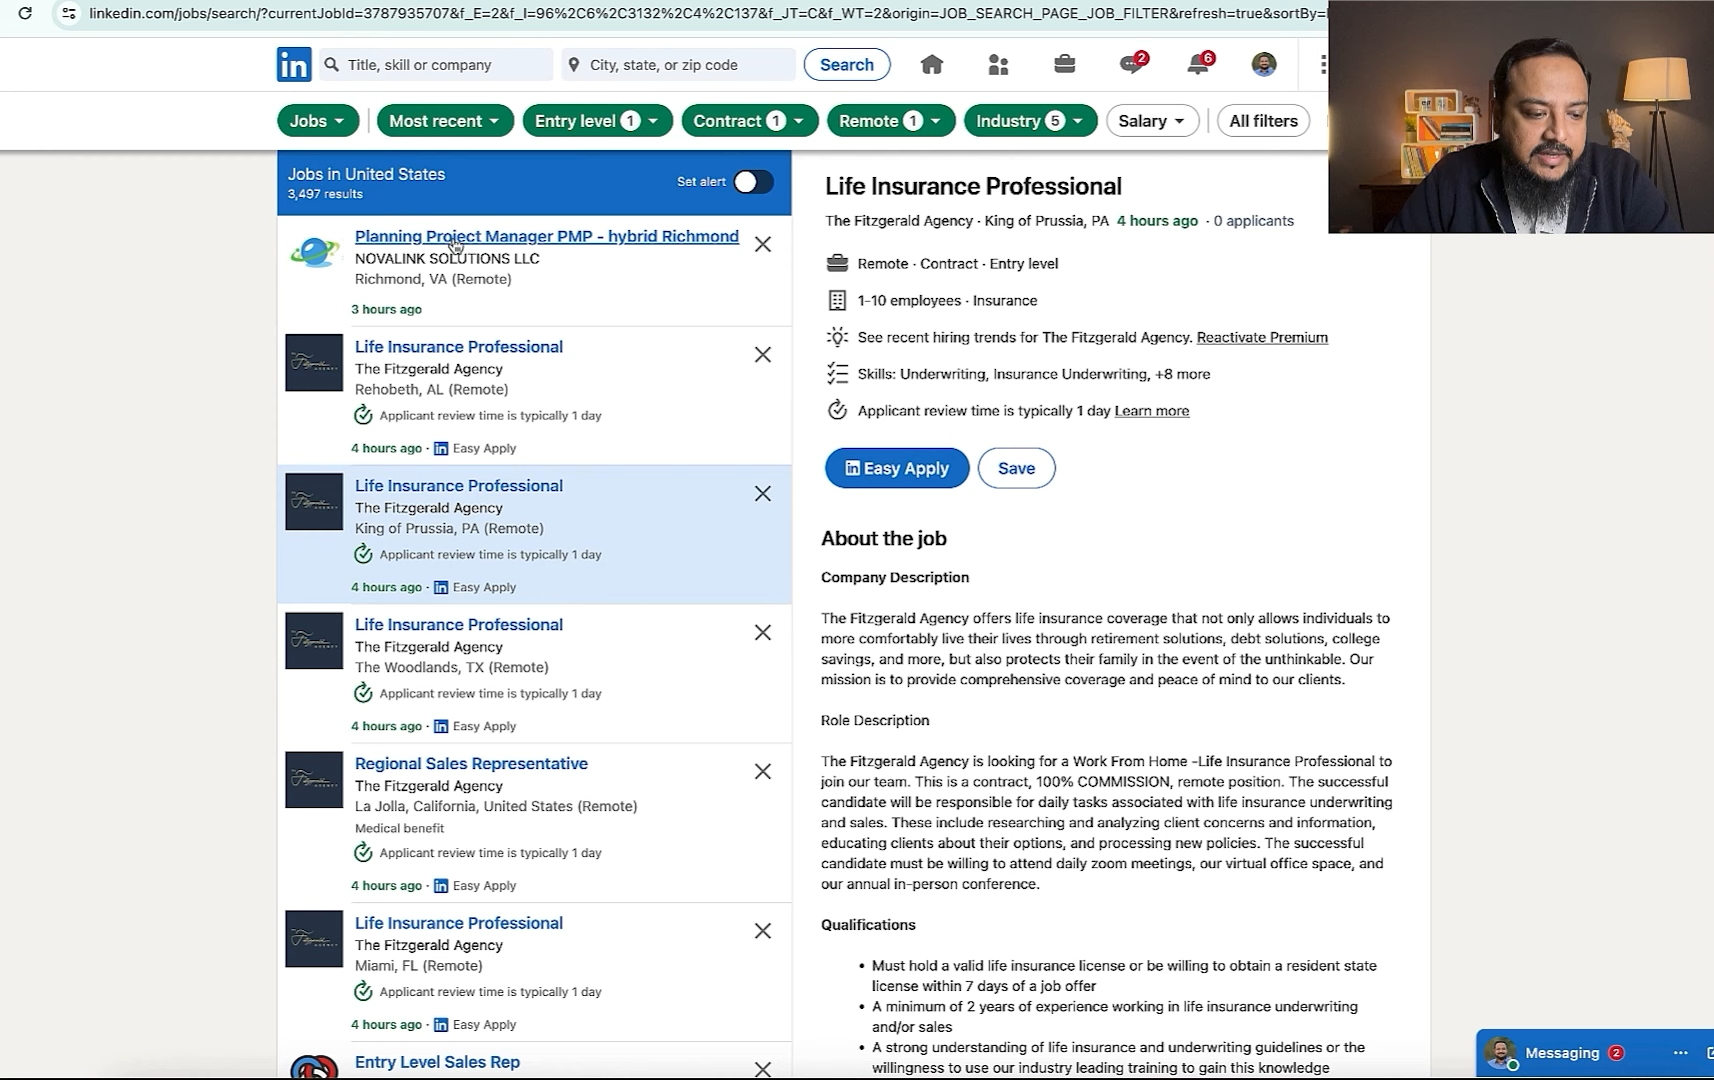 linkedin.com/jobs/search/?currentJobId=3787935707&f_E=2&f_I=96%2C6%2C3132%2C4%2C137&f_JT=C&f_WT=2&origin=JOB_SEARCH_PAGE_JOB_FILTER&refresh=true&sortBy=
in Title, skill or company City, state, or zip code Search 2 6
Jobs Most recent Entry level 1 Contract 1 Remote 1 Industry 5 Salary All filters
Jobs in United States
3,497 results
Set alert
Planning Project Manager PMP - hybrid Richmond
NOVALINK SOLUTIONS LLC
Richmond, VA (Remote)
3 hours ago
Life Insurance Professional
The Fitzgerald Agency
Rehobeth, AL (Remote)
Applicant review time is typically 1 day
4 hours ago · in Easy Apply
Life Insurance Professional
The Fitzgerald Agency
King of Prussia, PA (Remote)
Applicant review time is typically 1 day
4 hours ago · in Easy Apply
Life Insurance Professional
The Fitzgerald Agency
The Woodlands, TX (Remote)
Applicant review time is typically 1 day
4 hours ago · in Easy Apply
Regional Sales Representative
The Fitzgerald Agency
La Jolla, California, United States (Remote)
Medical benefit
Applicant review time is typically 1 day
4 hours ago · in Easy Apply
Life Insurance Professional
The Fitzgerald Agency
Miami, FL (Remote)
Applicant review time is typically 1 day
4 hours ago · in Easy Apply
Entry Level Sales Rep
Life Insurance Professional
The Fitzgerald Agency · King of Prussia, PA 4 hours ago · 0 applicants
Remote · Contract · Entry level
1-10 employees · Insurance
See recent hiring trends for The Fitzgerald Agency. Reactivate Premium
Skills: Underwriting, Insurance Underwriting, +8 more
Applicant review time is typically 1 day Learn more
in Easy Apply Save
About the job
Company Description
The Fitzgerald Agency offers life insurance coverage that not only allows individuals to
more comfortably live their lives through retirement solutions, debt solutions, college
savings, and more, but also protects their family in the event of the unthinkable. Our
mission is to provide comprehensive coverage and peace of mind to our clients.
Role Description
The Fitzgerald Agency is looking for a Work From Home -Life Insurance Professional to
join our team. This is a contract, 100% COMMISSION, remote position. The successful
candidate will be responsible for daily tasks associated with life insurance underwriting
and sales. These include researching and analyzing client concerns and information,
educating clients about their options, and processing new policies. The successful
candidate must be willing to attend daily zoom meetings, our virtual office space, and
our annual in-person conference.
Qualifications
• Must hold a valid life insurance license or be willing to obtain a resident state
license within 7 days of a job offer
• A minimum of 2 years of experience working in life insurance underwriting
and/or sales
• A strong understanding of life insurance and underwriting guidelines or the
willingness to use our industry leading training to gain this knowledge
Messaging 2